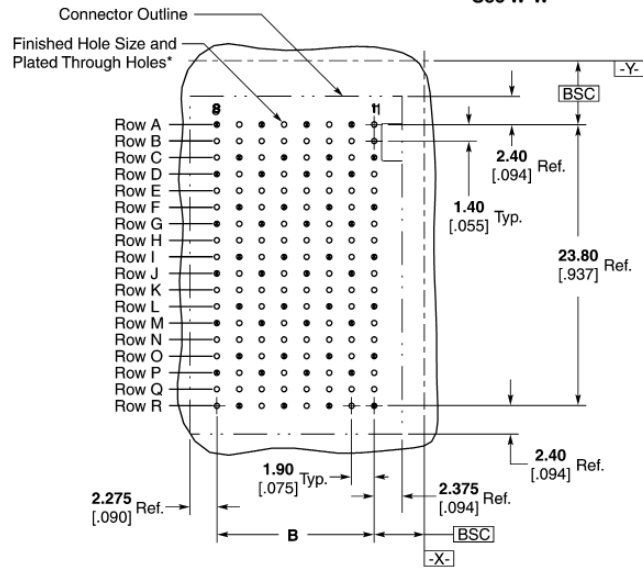 Connector Outline
Finished Hole Size and
Plated Through Holes*
-Y-
BSC
8
Row A
Row B
Row C
Row D
Row E
Row F
Row G
Row H
Row I
Row J
Row K
Row L
Row M
Row N
Row O
Row P
Row Q
Row R
2.40
[.094] Ref.
1.40
[.055] Typ.
23.80
[.937] Ref.
2.40
[.094] Ref.
1.90
[.075] Typ.
2.275
[.090] Ref.
2.375
[.094] Ref.
B
BSC
-X-